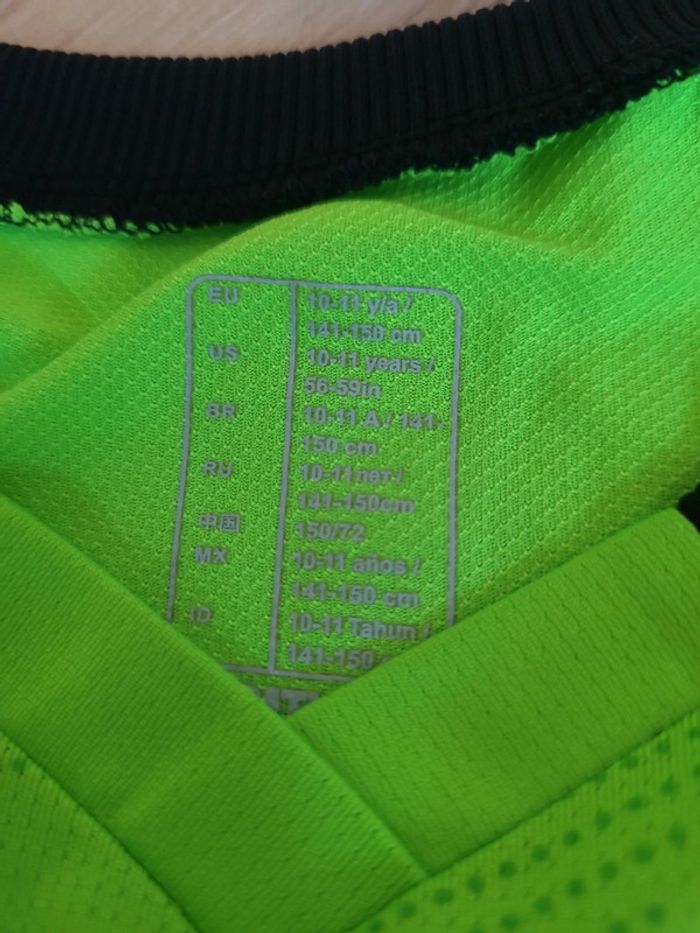 EU 10-11 y/a /
141-150 cm
US 10-11 years /
56-59in
BR 10-11 A / 141-
150 cm
RU 10-11 лет /
141-150cm
中国 150/72
MX 10-11 años /
141-150 cm
ID 10-11 Tahun /
141-150